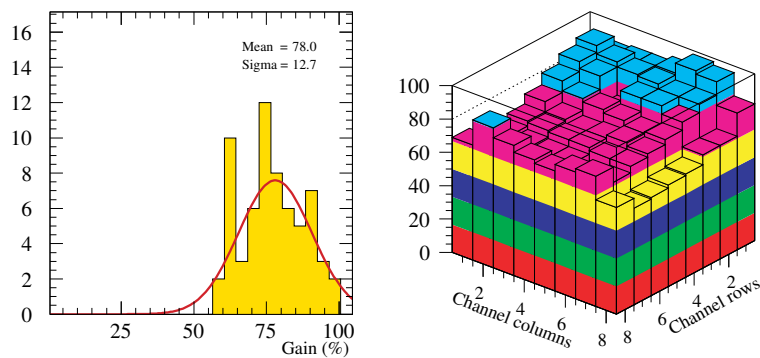 16
14
12
10
8
6
4
2
0
Mean = 78.0
Sigma = 12.7
25 50 75 100
Gain (%)
100
80
60
40
20
0
2 4 6 8
Channel columns
8 6 4 2
Channel rows